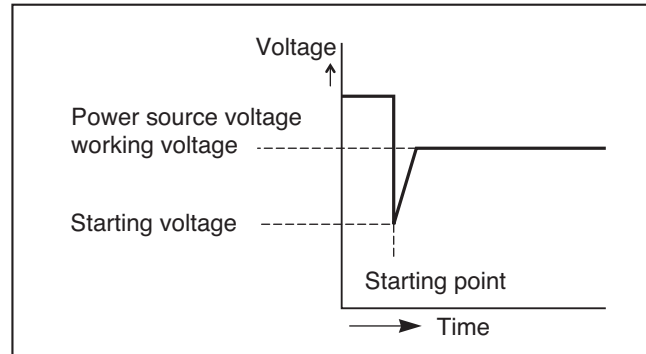 Voltage
Power source voltage
working voltage
Starting voltage
Starting point
Time